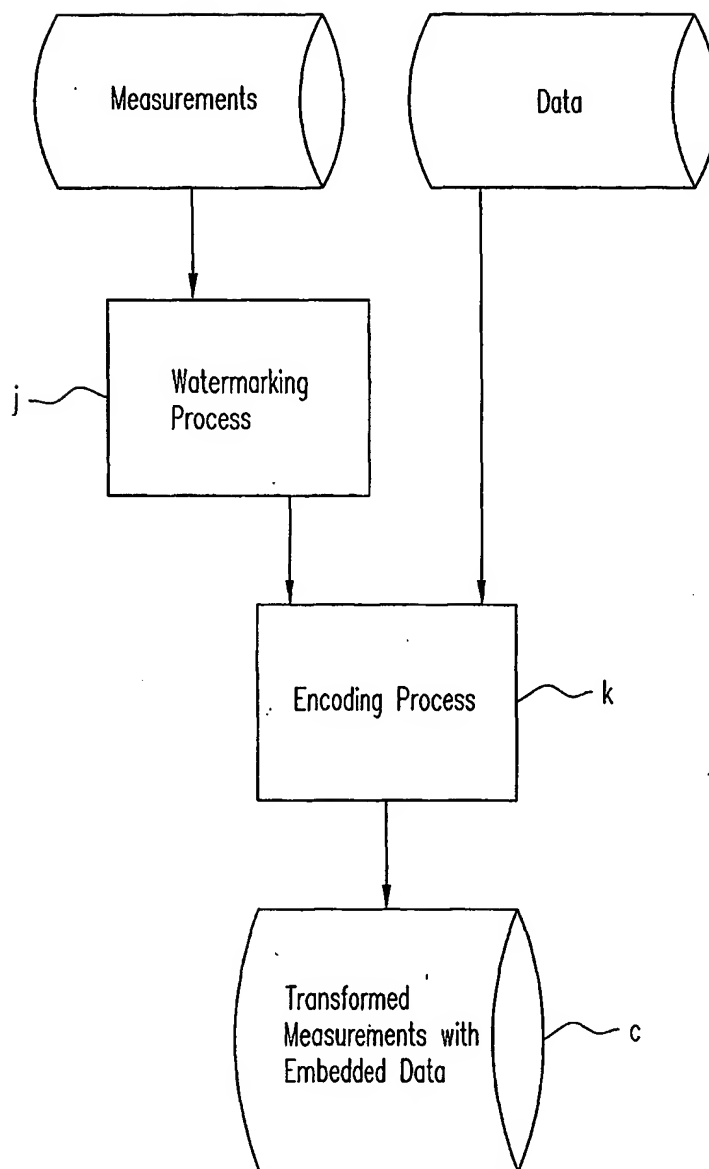 Measurements
Data
Watermarking
Process
j
Encoding Process
k
Transformed
Measurements with
Embedded Data
c